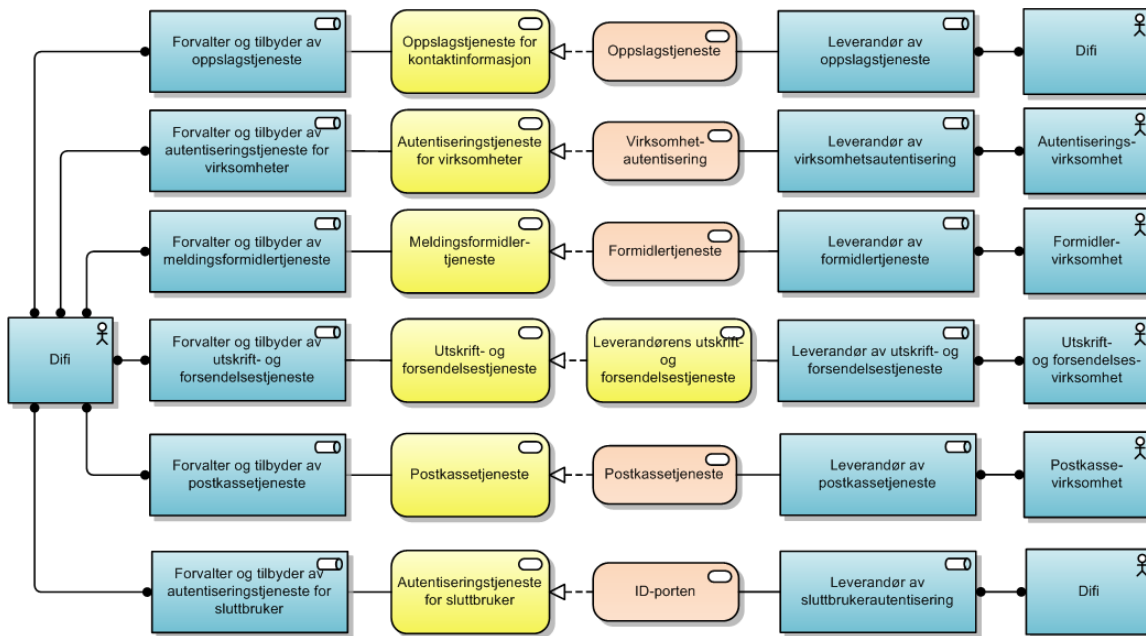 Forvalter og tilbyder av
oppslagstjeneste
Oppslagstjeneste for
kontaktinformasjon
Oppslagstjeneste
Leverandør av
oppslagstjeneste
Difi
Forvalter og tilbyder av
autentiseringstjeneste for
virksomheter
Autentiseringstjeneste
for virksomheter
Virksomhet-
autentisering
Leverandør av
virksomhetsautentisering
Autentiserings-
virksomhet
Forvalter og tilbyder av
meldingsformidlertjeneste
Meldingsformidler-
tjeneste
Formidlertjeneste
Leverandør av
formidlertjeneste
Formidler-
virksomhet
Difi
Forvalter og tilbyder av
utskrift- og
forsendelsestjeneste
Utskrift- og
forsendelsestjeneste
Leverandørens utskrift-
og
forsendelsestjeneste
Leverandør av utskrift- og
forsendelsestjeneste
Utskrift-
og forsendelses-
virksomhet
Forvalter og tilbyder av
postkassetjeneste
Postkassetjeneste
Postkassetjeneste
Leverandør av
postkassetjeneste
Postkasse-
virksomhet
Forvalter og tilbyder av
autentiseringstjeneste for
sluttbruker
Autentiseringstjeneste
for sluttbruker
ID-porten
Leverandør av
sluttbrukerautentisering
Difi